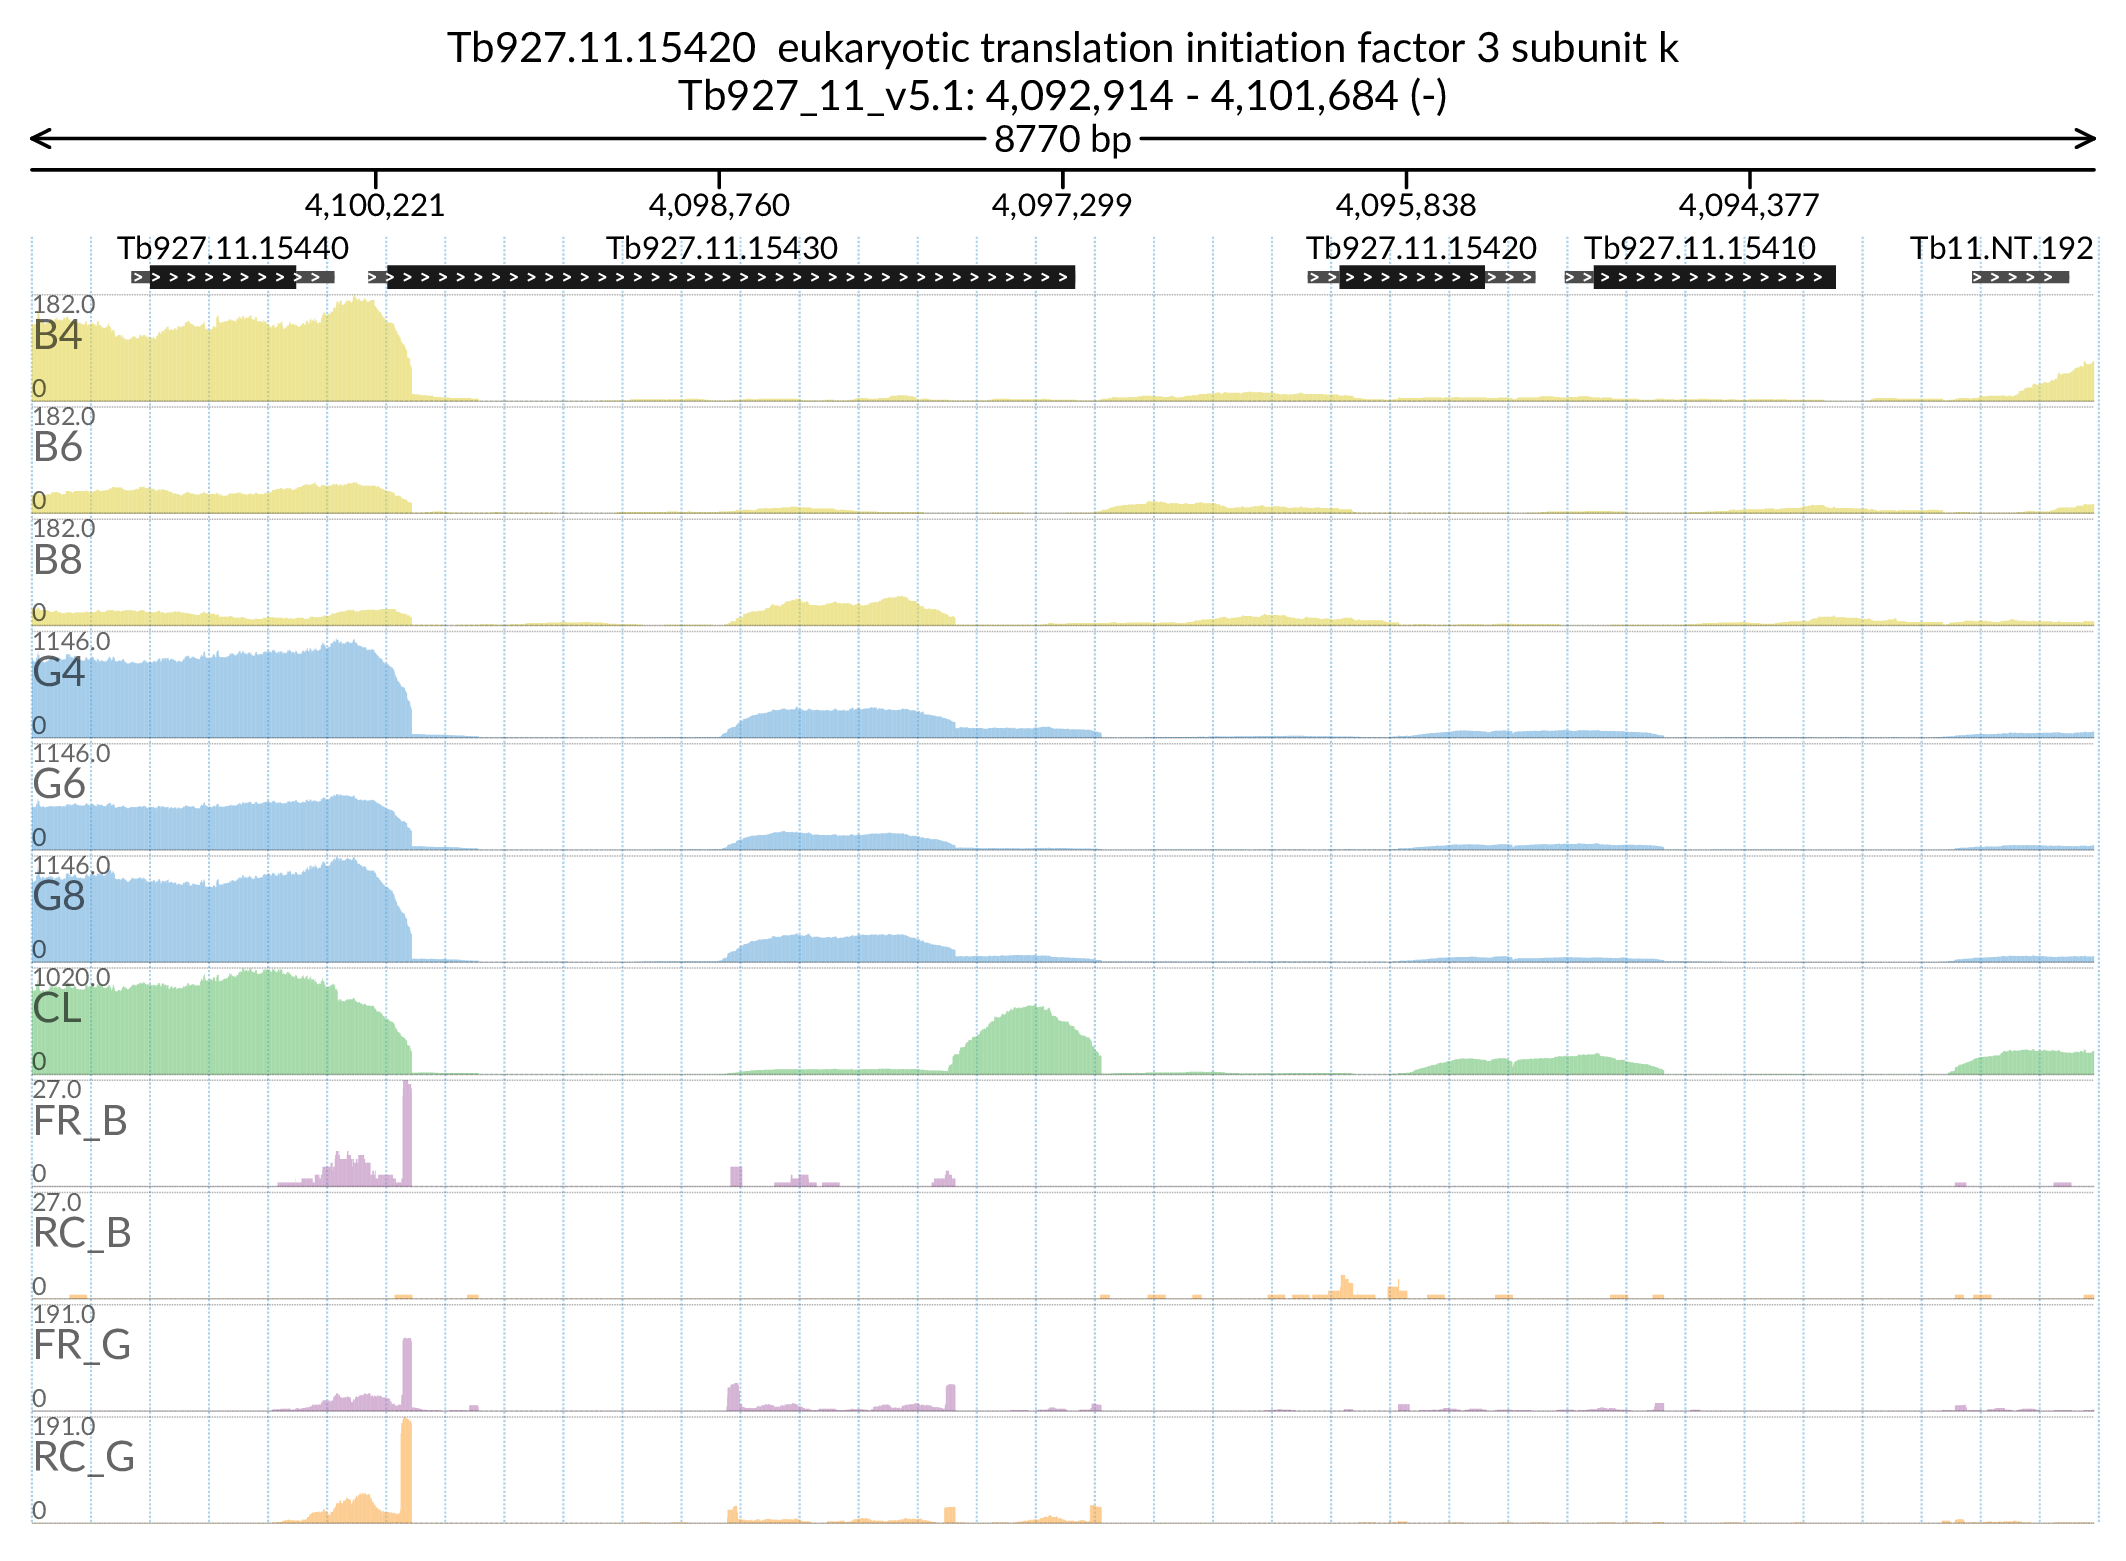 Tb927.11.15420 eukaryotic translation initiation factor 3 subunit k
Tb927_11_v5.1: 4,092,914 - 4,101,684 (-)
8770 bp
4,100,221 4,098,760 4,097,299 4,095,838 4,094,377
Tb927.11.15440 Tb927.11.15430 Tb927.11.15420 Tb927.11.15410 Tb11.NT.192
182.0
B4
0
182.0
B6
0
182.0
B8
0
1146.0
G4
0
1146.0
G6
0
1146.0
G8
0
1020.0
CL
0
27.0
FR_B
0
27.0
RC_B
0
191.0
FR_G
0
191.0
RC_G
0